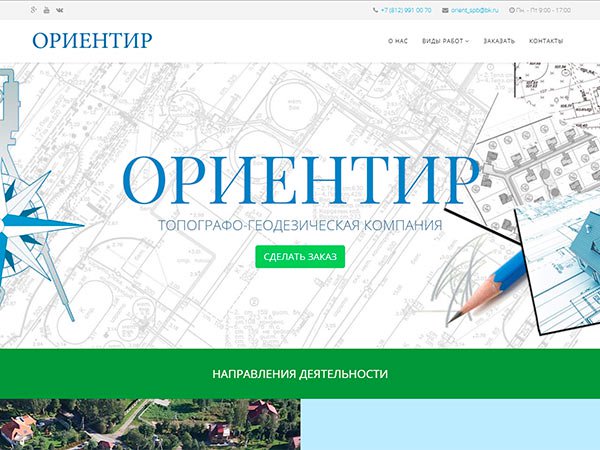 +7 (812) 991 00 70 orient_spb@bk.ru Пн. - Пт 9:00 - 17:00
ОРИЕНТИР
О НАС ВИДЫ РАБОТ ЗАКАЗАТЬ КОНТАКТЫ
ОРИЕНТИР
ТОПОГРАФО-ГЕОДЕЗИЧЕСКАЯ КОМПАНИЯ
СДЕЛАТЬ ЗАКАЗ
НАПРАВЛЕНИЯ ДЕЯТЕЛЬНОСТИ